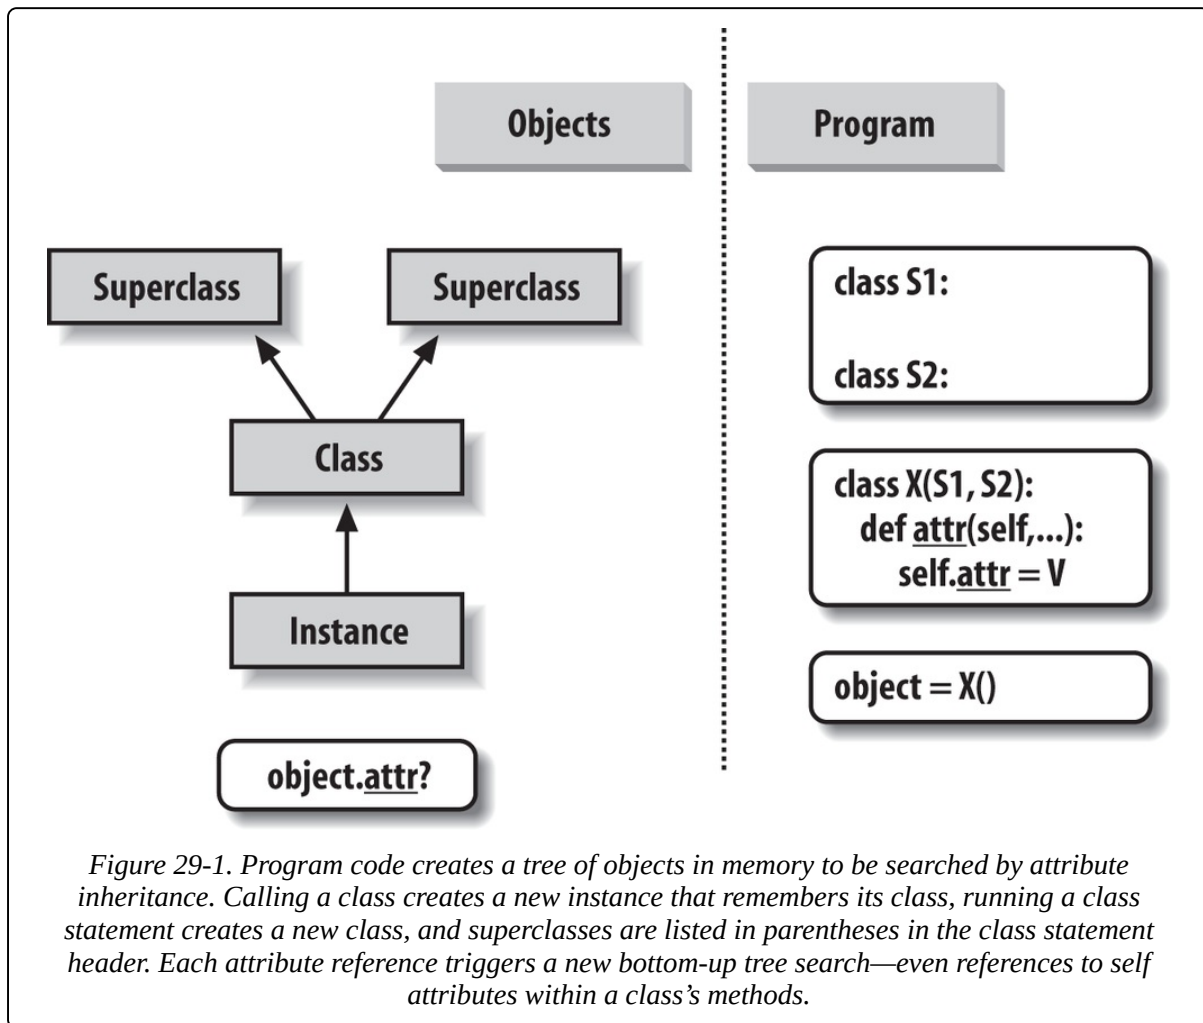 Objects
Program
Superclass
Superclass
Class
Instance
object.attr?
class S1:
class S2:
class X(S1, S2):
def attr(self,...):
self.attr = V
object = X()
Figure 29-1. Program code creates a tree of objects in memory to be searched by attribute
inheritance. Calling a class creates a new instance that remembers its class, running a class
statement creates a new class, and superclasses are listed in parentheses in the class statement
header. Each attribute reference triggers a new bottom-up tree search—even references to self
attributes within a class’s methods.